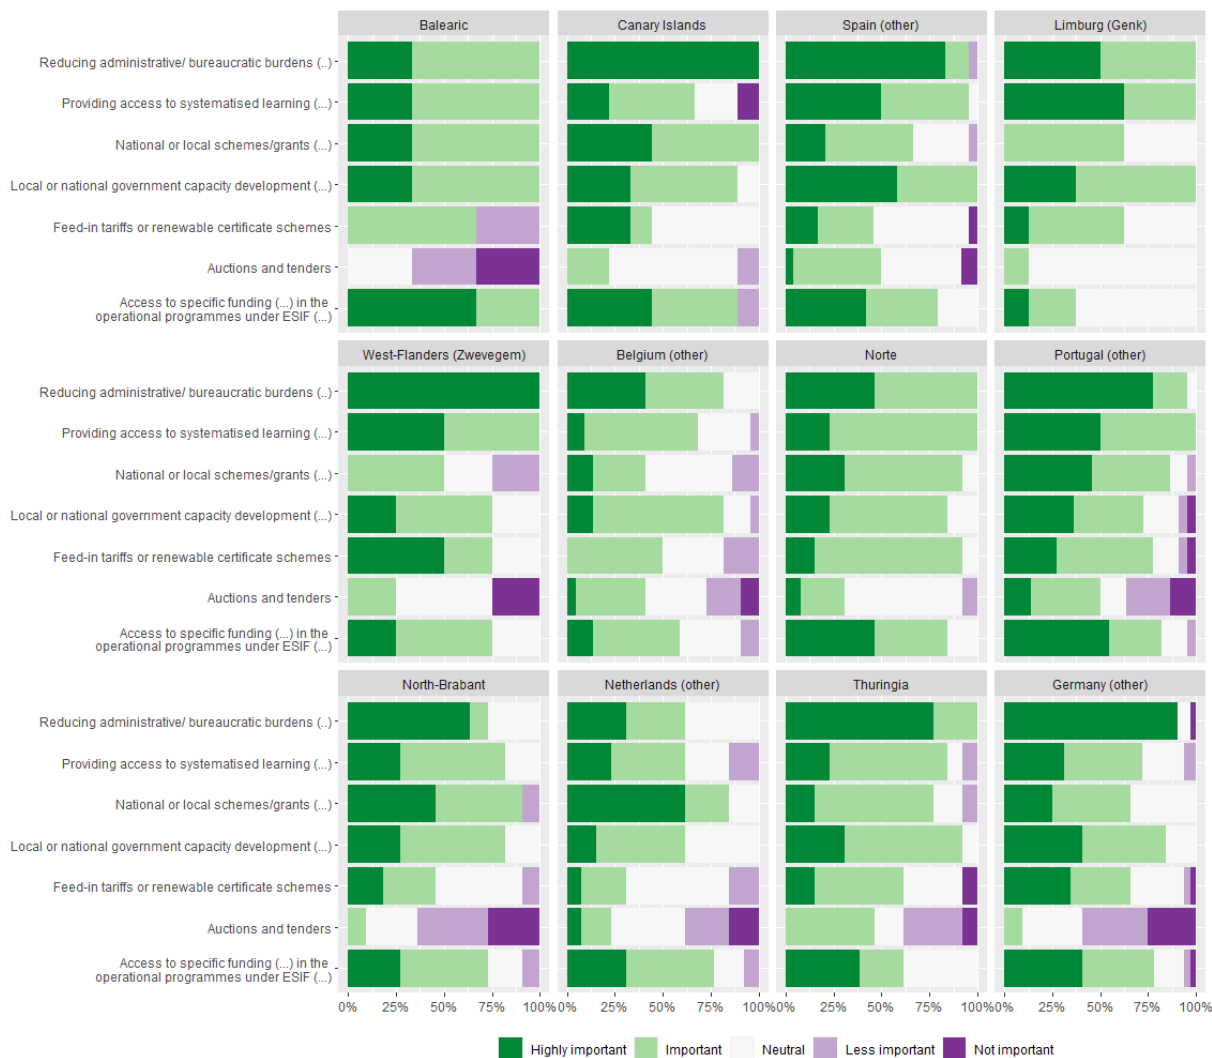 Balearic
Canary Islands
Spain (other)
Limburg (Genk)
Reducing administrative/ bureaucratic burdens (..)
Providing access to systematised learning (...)
National or local schemes/grants (...)
Local or national government capacity development (...)
Feed-in tariffs or renewable certificate schemes
Auctions and tenders
Access to specific funding (...) in the
operational programmes under ESIF (...)
West-Flanders (Zwevegem)
Belgium (other)
Norte
Portugal (other)
Reducing administrative/ bureaucratic burdens (..)
Providing access to systematised learning (...)
National or local schemes/grants (...)
Local or national government capacity development (...)
Feed-in tariffs or renewable certificate schemes
Auctions and tenders
Access to specific funding (...) in the
operational programmes under ESIF (...)
North-Brabant
Netherlands (other)
Thuringia
Germany (other)
Reducing administrative/ bureaucratic burdens (..)
Providing access to systematised learning (...)
National or local schemes/grants (...)
Local or national government capacity development (...)
Feed-in tariffs or renewable certificate schemes
Auctions and tenders
Access to specific funding (...) in the
operational programmes under ESIF (...)
0% 25% 50% 75% 100%
0% 25% 50% 75% 100%
0% 25% 50% 75% 100%
0% 25% 50% 75% 100%
Highly important Important Neutral Less important Not important